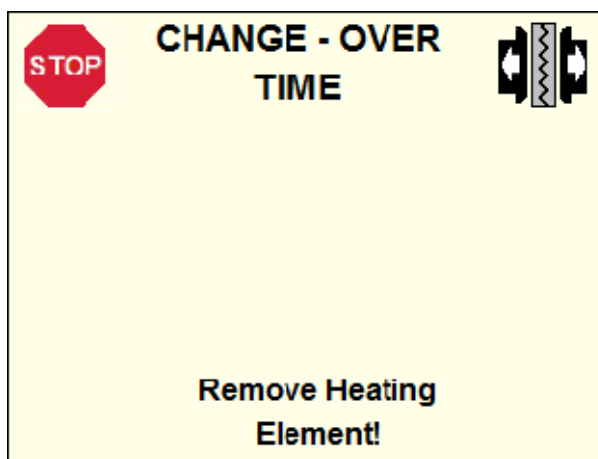 STOP
CHANGE - OVER
TIME
Remove Heating
Element!